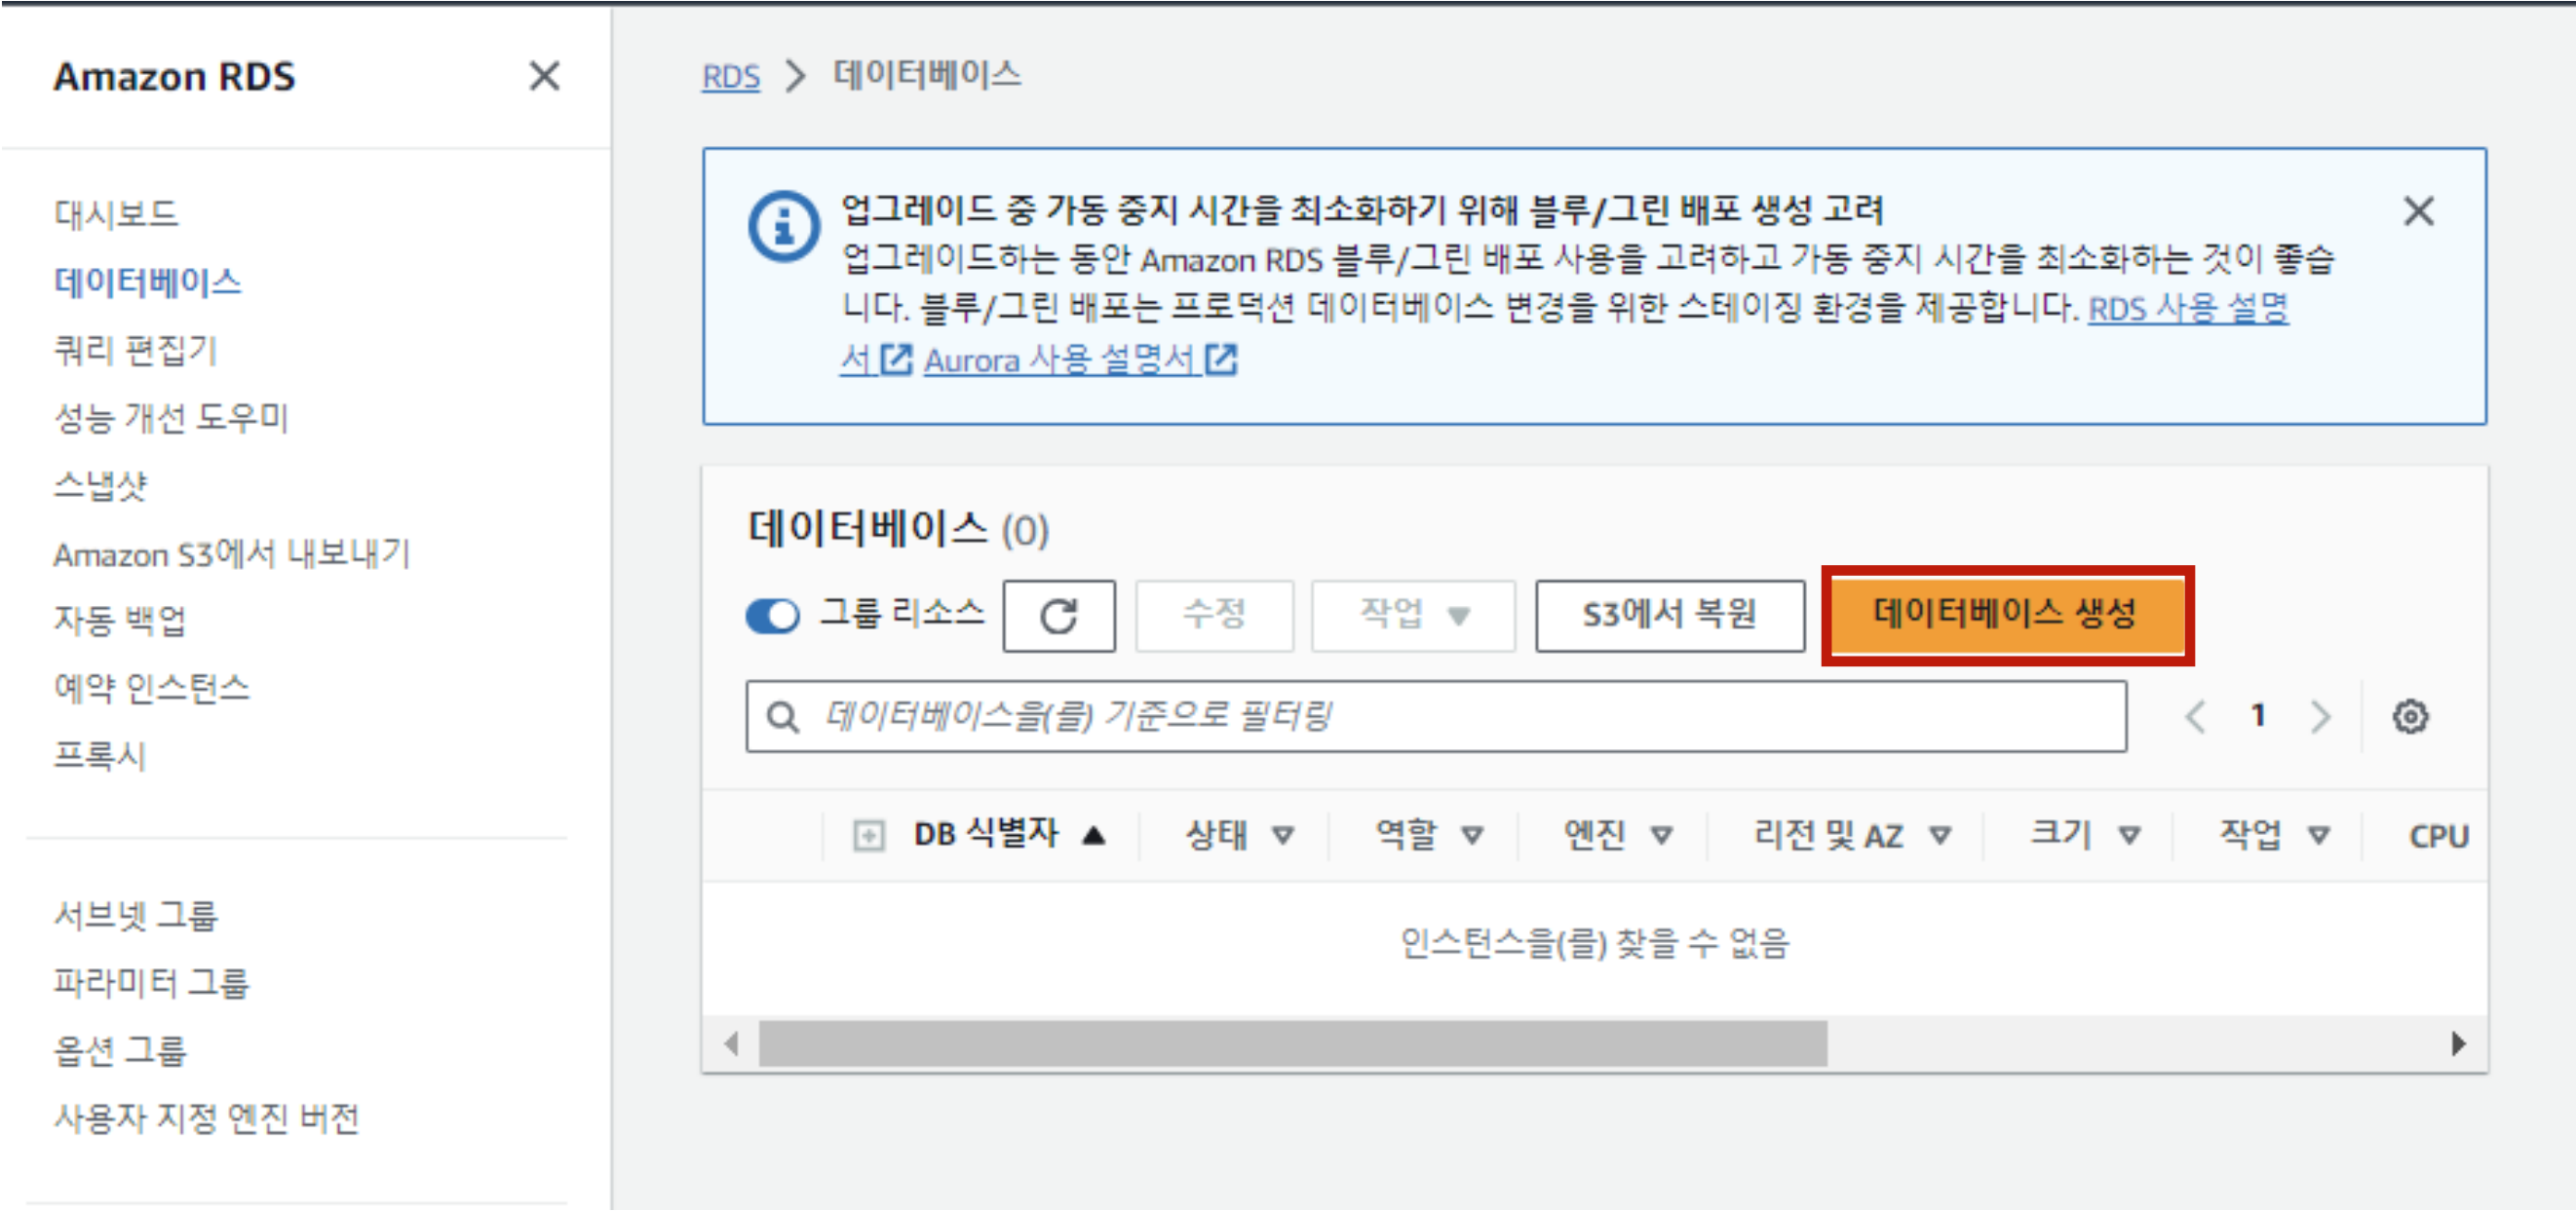 Amazon RDS
대시보드
데이터베이스
쿼리 편집기
성능 개선 도우미
스냅샷
Amazon S3에서 내보내기
자동 백업
예약 인스턴스
프록시
서브넷 그룹
파라미터 그룹
옵션 그룹
사용자 지정 엔진 버전
RDS > 데이터베이스
업그레이드 중 가동 중지 시간을 최소화하기 위해 블루/그린 배포 생성 고려
업그레이드하는 동안 Amazon RDS 블루/그린 배포 사용을 고려하고 가동 중지 시간을 최소화하는 것이 좋습
니다. 블루/그린 배포는 프로덕션 데이터베이스 변경을 위한 스테이징 환경을 제공합니다. RDS 사용 설명
서 Aurora 사용 설명서
데이터베이스 (0)
그룹 리소스 수정 작업 S3에서 복원 데이터베이스 생성
데이터베이스을(를) 기준으로 필터링 1
DB 식별자 상태 역할 엔진 리전 및 AZ 크기 작업 CPU
인스턴스을(를) 찾을 수 없음